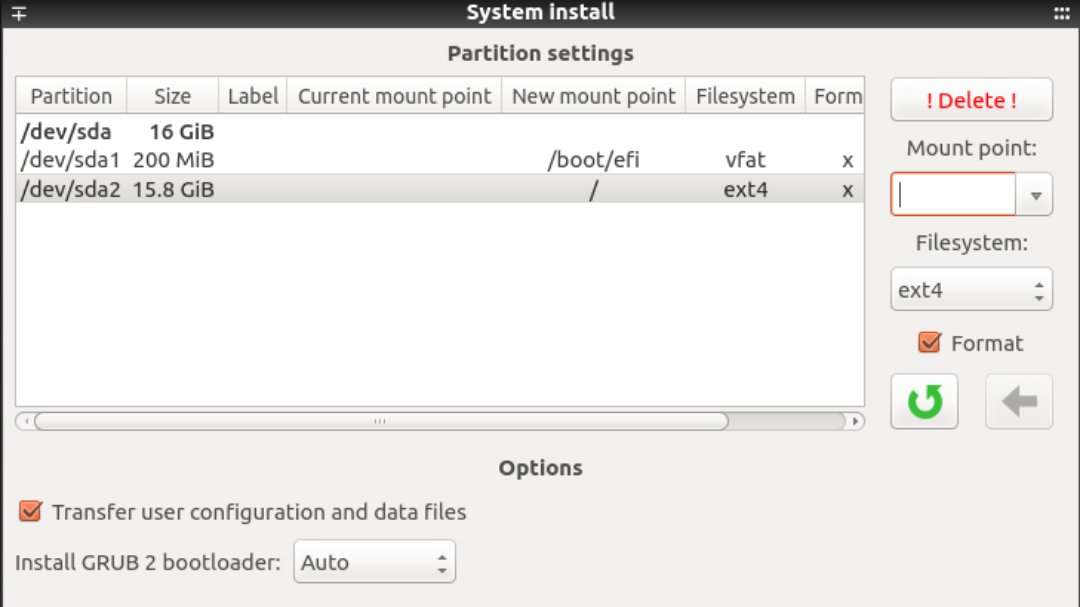 System install
Partition settings
Partition Size Label Current mount point New mount point Filesystem Form
/dev/sda 16 GiB
/dev/sda1 200 MiB /boot/efi vfat x
/dev/sda2 15.8 GiB / ext4 x
! Delete !
Mount point:
Filesystem:
ext4
Format
Options
Transfer user configuration and data files
Install GRUB 2 bootloader: Auto